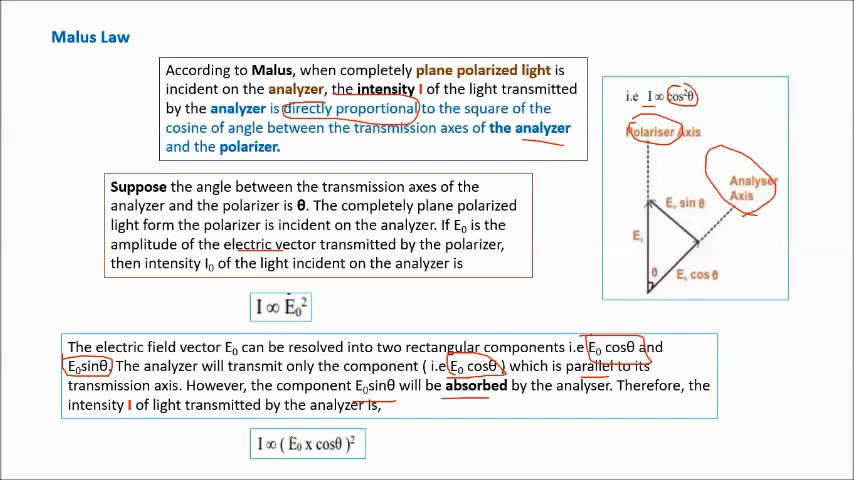 Malus Law
According to Malus, when completely plane polarized light is
incident on the analyzer, the intensity I of the light transmitted
by the analyzer is directly proportional to the square of the
cosine of angle between the transmission axes of the analyzer
and the polarizer.
i.e I ∞ cos²θ
Polariser Axis
Analyser
Axis
E₀ sin θ
E₀
θ
E₀ cos θ
Suppose the angle between the transmission axes of the
analyzer and the polarizer is θ. The completely plane polarized
light form the polarizer is incident on the analyzer. If E₀ is the
amplitude of the electric vector transmitted by the polarizer,
then intensity I₀ of the light incident on the analyzer is
I ∞ E₀²
The electric field vector E₀ can be resolved into two rectangular components i.e E₀ cosθ and
E₀sinθ. The analyzer will transmit only the component ( i.e E₀ cosθ ) which is parallel to its
transmission axis. However, the component E₀sinθ will be absorbed by the analyser. Therefore, the
intensity I of light transmitted by the analyzer is,
I ∞ ( E₀ x cosθ )²